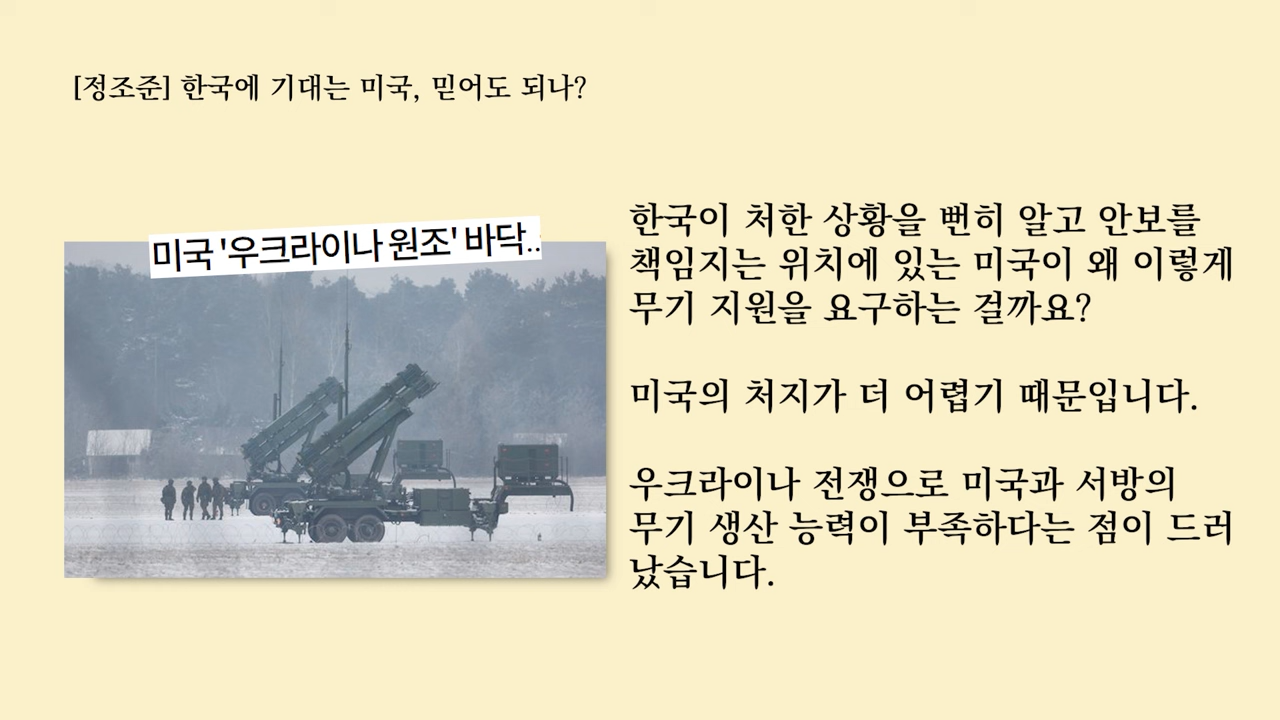 [정조준] 한국에 기대는 미국, 믿어도 되나?
미국 '우크라이나 원조' 바닥..
한국이 처한 상황을 뻔히 알고 안보를
책임지는 위치에 있는 미국이 왜 이렇게
무기 지원을 요구하는 걸까요?
미국의 처지가 더 어렵기 때문입니다.
우크라이나 전쟁으로 미국과 서방의
무기 생산 능력이 부족하다는 점이 드러
났습니다.